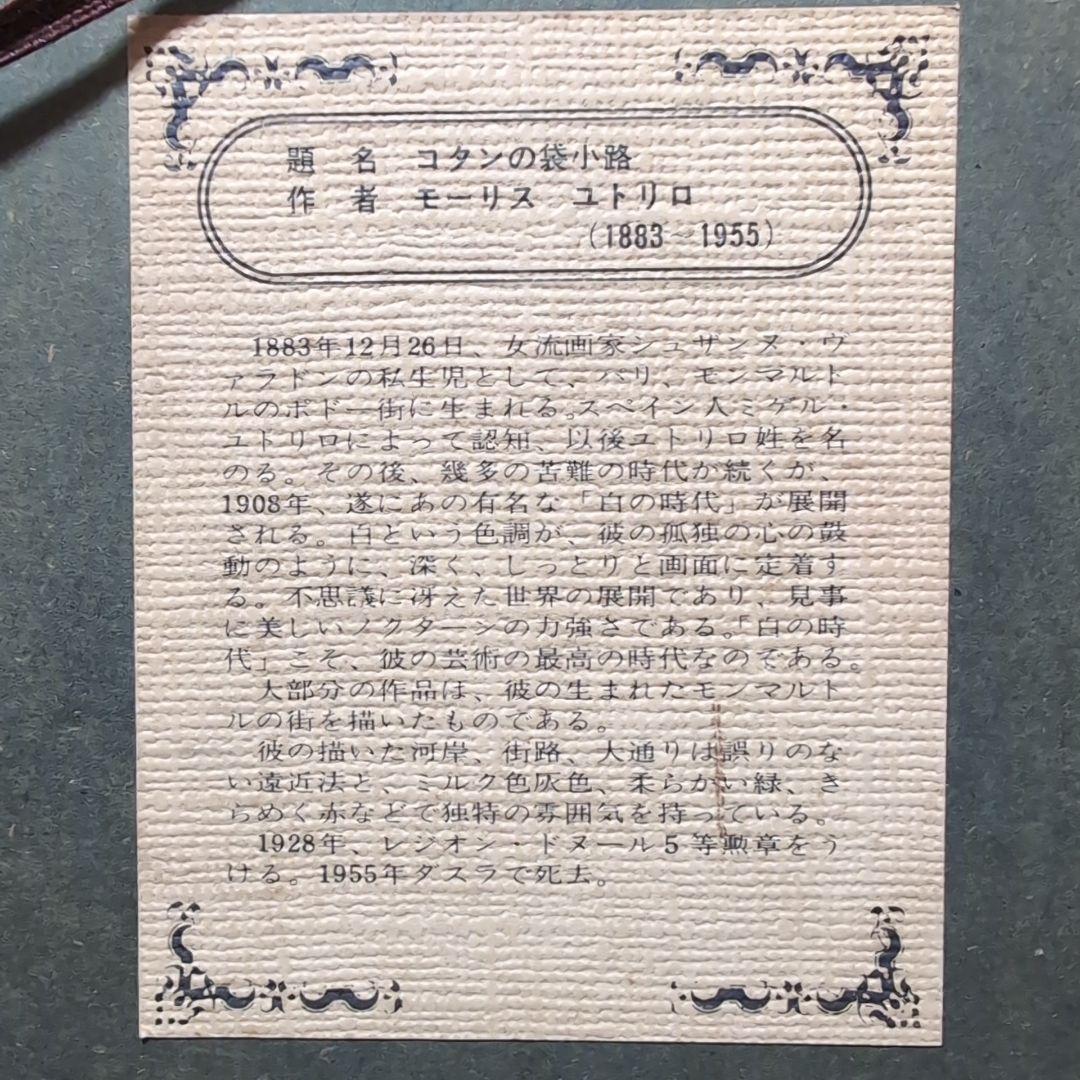 題 名 コタンの袋小路
作 者 モーリス ユトリロ
(1883~1955)
1883年12月26日、女流画家シュザンヌ・ヴ
ァラドンの私生児として、パリ、モンマルト
ルのポドー街に生まれる。スペイン人ミゲル・
ユトリロによって認知、以後ユトリロ姓を名
のる。その後、幾多の苦難の時代が続くが、
1908年、遂にあの有名な「白の時代」が展開
される。白という色調が、彼の孤独の心の鼓
動のように、深く、しっとりと画面に定着す
る。不思議に冴えた世界の展開であり、見事
に美しいノクターンの力強さである。「白の時
代」こそ、彼の芸術の最高の時代なのである。
大部分の作品は、彼の生まれたモンマルト
ルの街を描いたものである。
彼の描いた河岸、街路、大通りは誤りのな
い遠近法と、ミルク色灰色、柔らかい緑、き
らめく赤などで独特の雰囲気を持っている。
1928年、レジオン・ドヌール5等勲章をう
ける。1955年ダスラで死去。